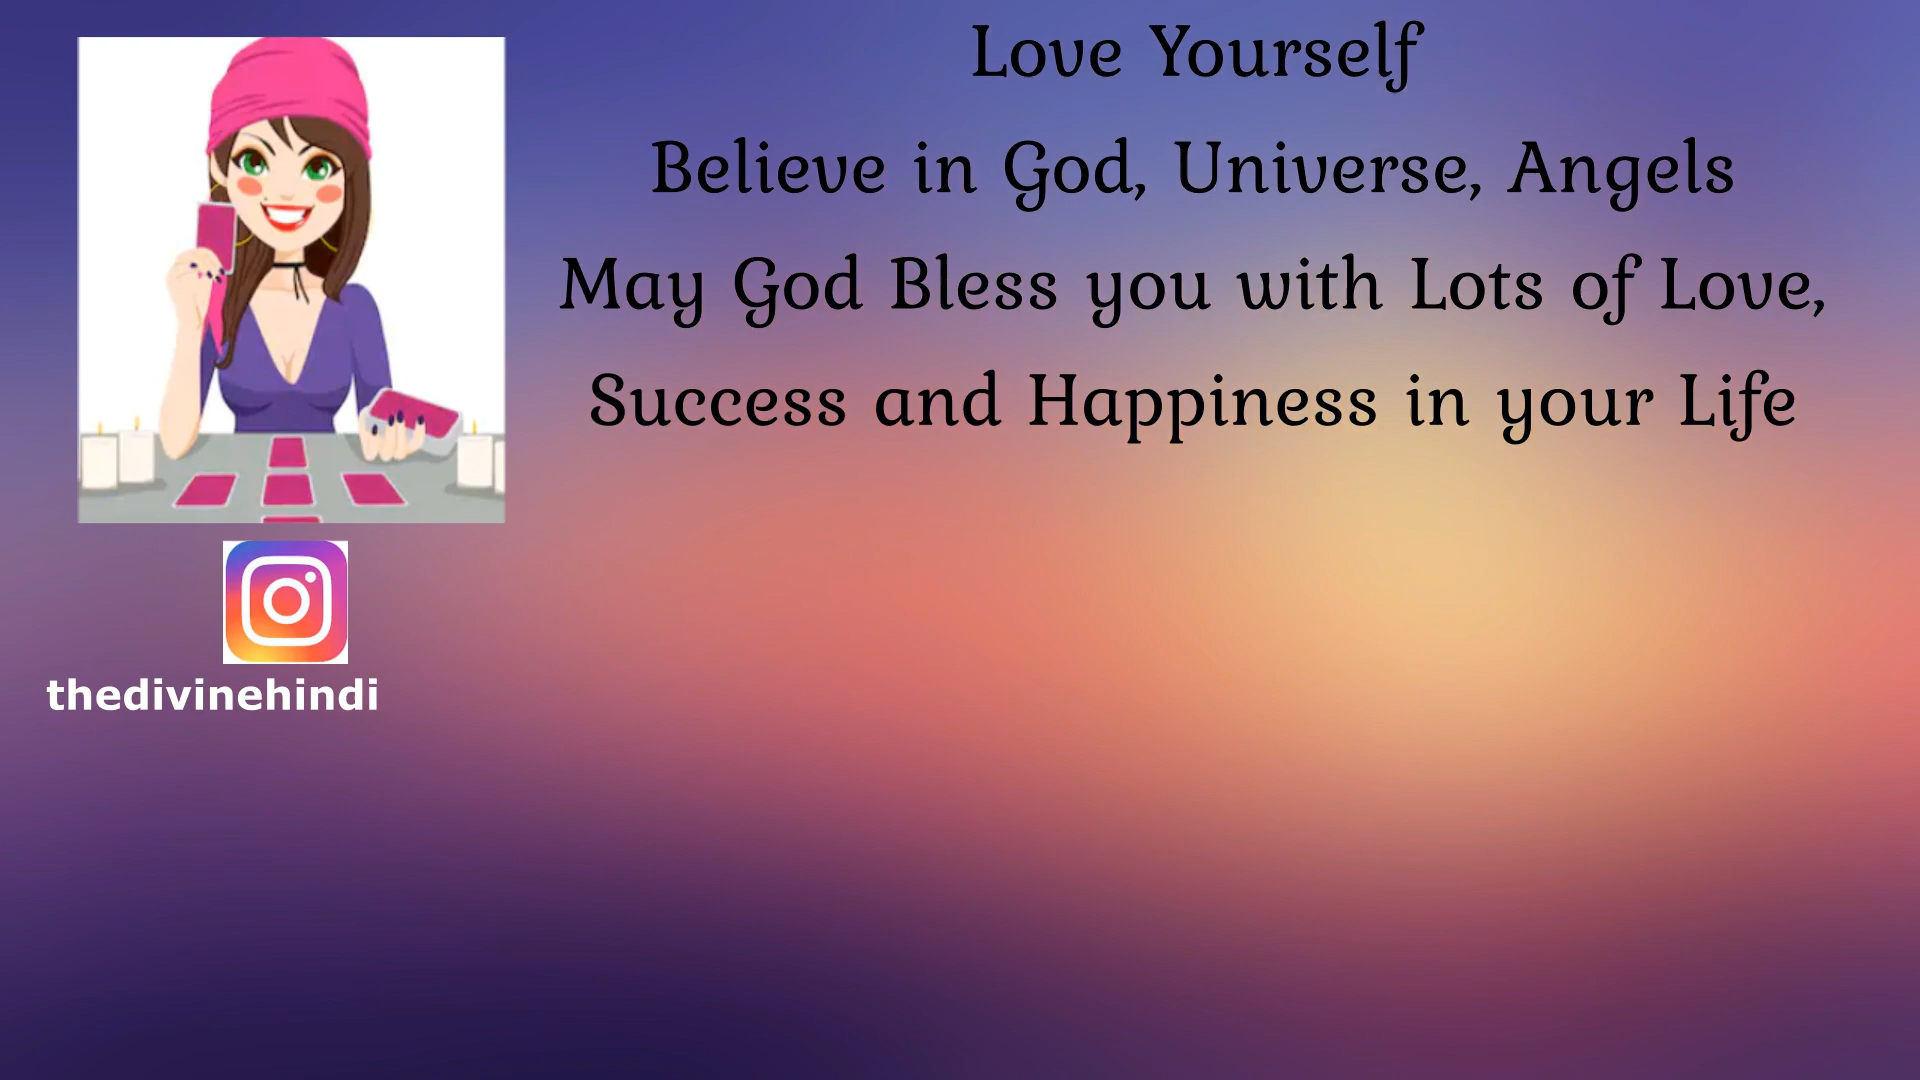 Love Yourself
Believe in God, Universe, Angels
May God Bless you with Lots of Love,
Success and Happiness in your Life
thedivinehindi